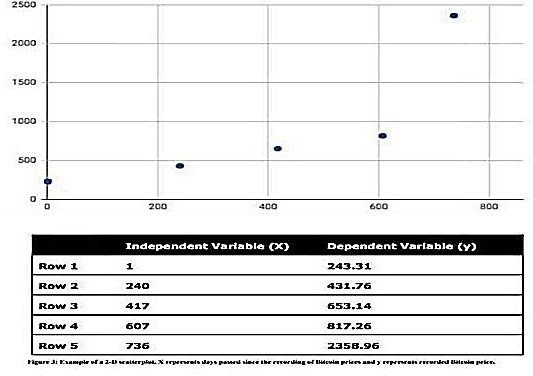 2500
2000
1500
1000
500
0
0 200 400 600 800
Independent Variable (X) Dependent Variable (y)
Row 1 1 243.31
Row 2 240 431.76
Row 3 417 653.14
Row 4 607 817.26
Row 5 736 2358.96
Figure 3: Example of a 2-D scatterplot. X represents days passed since the recording of Bitcoin prices and y represents recorded Bitcoin price.